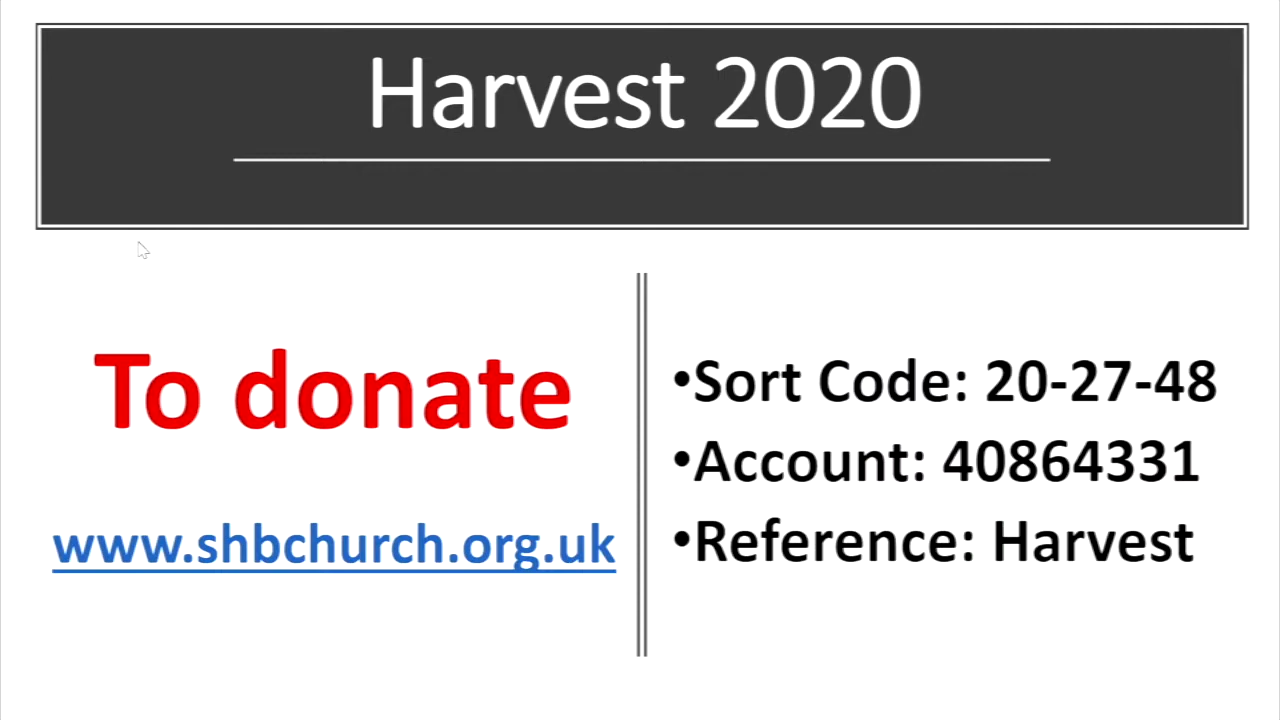 Harvest 2020
To donate
www.shbchurch.org.uk
•Sort Code: 20-27-48
•Account: 40864331
•Reference: Harvest